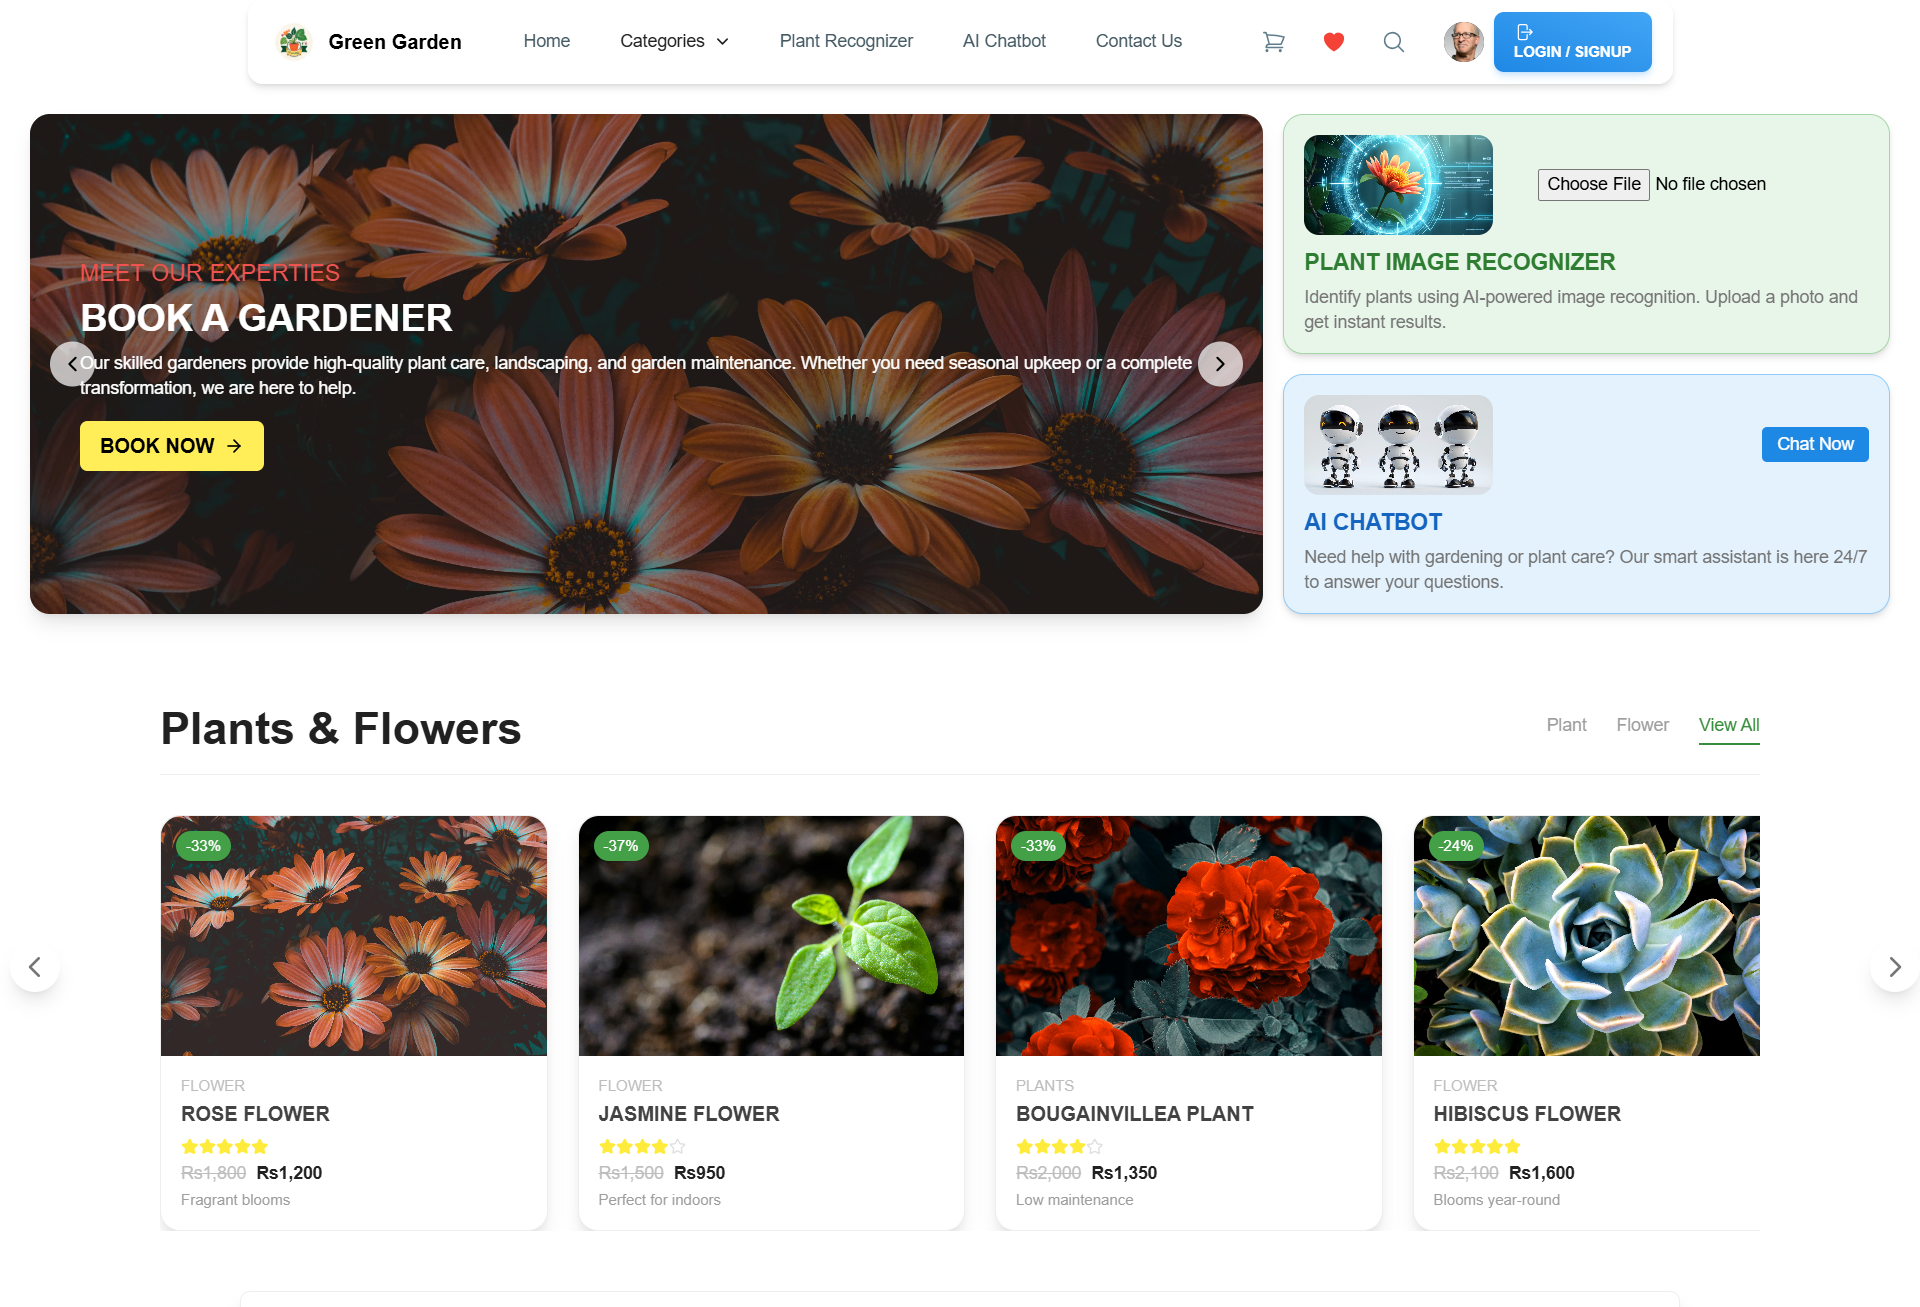 Green Garden
Home
Categories
Plant Recognizer
AI Chatbot
Contact Us
LOGIN / SIGNUP
MEET OUR EXPERTIES
BOOK A GARDENER
Our skilled gardeners provide high-quality plant care, landscaping, and garden maintenance. Whether you need seasonal upkeep or a complete
transformation, we are here to help.
BOOK NOW
Choose File No file chosen
PLANT IMAGE RECOGNIZER
Identify plants using AI-powered image recognition. Upload a photo and
get instant results.
Chat Now
AI CHATBOT
Need help with gardening or plant care? Our smart assistant is here 24/7
to answer your questions.
Plants & Flowers
Plant
Flower
View All
-33%
FLOWER
ROSE FLOWER
Rs1,800 Rs1,200
Fragrant blooms
-37%
FLOWER
JASMINE FLOWER
Rs1,500 Rs950
Perfect for indoors
-33%
PLANTS
BOUGAINVILLEA PLANT
Rs2,000 Rs1,350
Low maintenance
-24%
FLOWER
HIBISCUS FLOWER
Rs2,100 Rs1,600
Blooms year-round